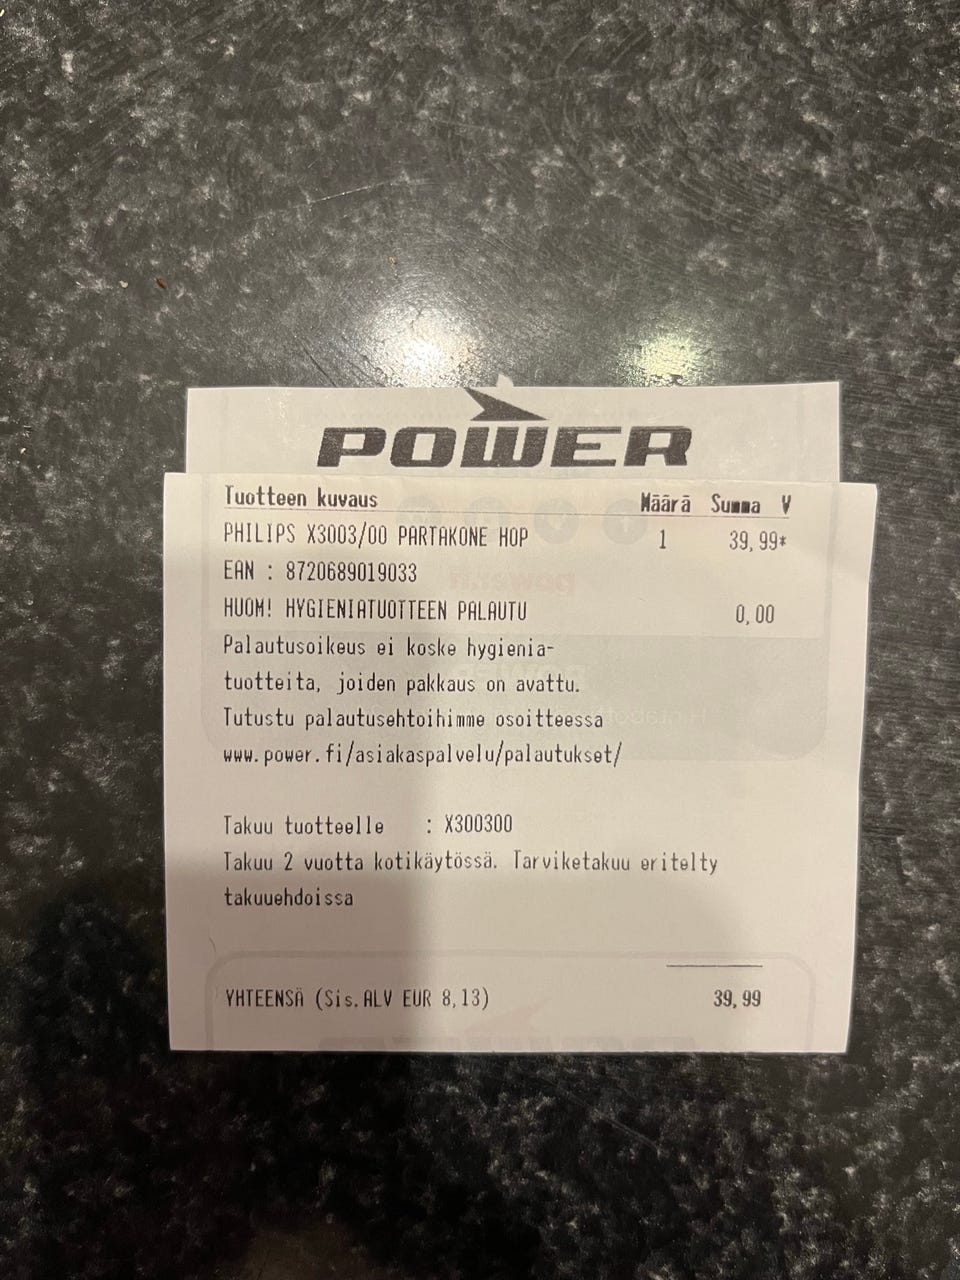 POWER
Tuotteen kuvaus Määrä Summa V
PHILIPS X3003/00 PARTAKONE HOP 1 39,99*
EAN : 8720689019033
HUOM! HYGIENIATUOTTEEN PALAUTU 0,00
Palautusoikeus ei koske hygienia-
tuotteita, joiden pakkaus on avattu.
Tutustu palautusehtoihimme osoitteessa
www.power.fi/asiakaspalvelu/palautukset/
Takuu tuotteelle : X300300
Takuu 2 vuotta kotikäytössä. Tarviketakuu eritelty
takuuehdoissa
YHTEENSÄ (Sis.ALV EUR 8,13) 39,99